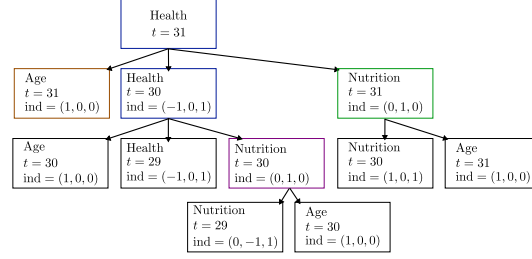 Health
t = 31
Age
t = 31
ind = (1, 0, 0)
Health
t = 30
ind = (−1, 0, 1)
Nutrition
t = 31
ind = (0, 1, 0)
Age
t = 30
ind = (1, 0, 0)
Health
t = 29
ind = (−1, 0, 1)
Nutrition
t = 30
ind = (0, 1, 0)
Nutrition
t = 30
ind = (1, 0, 1)
Age
t = 31
ind = (1, 0, 0)
Nutrition
t = 29
ind = (0, −1, 1)
Age
t = 30
ind = (1, 0, 0)